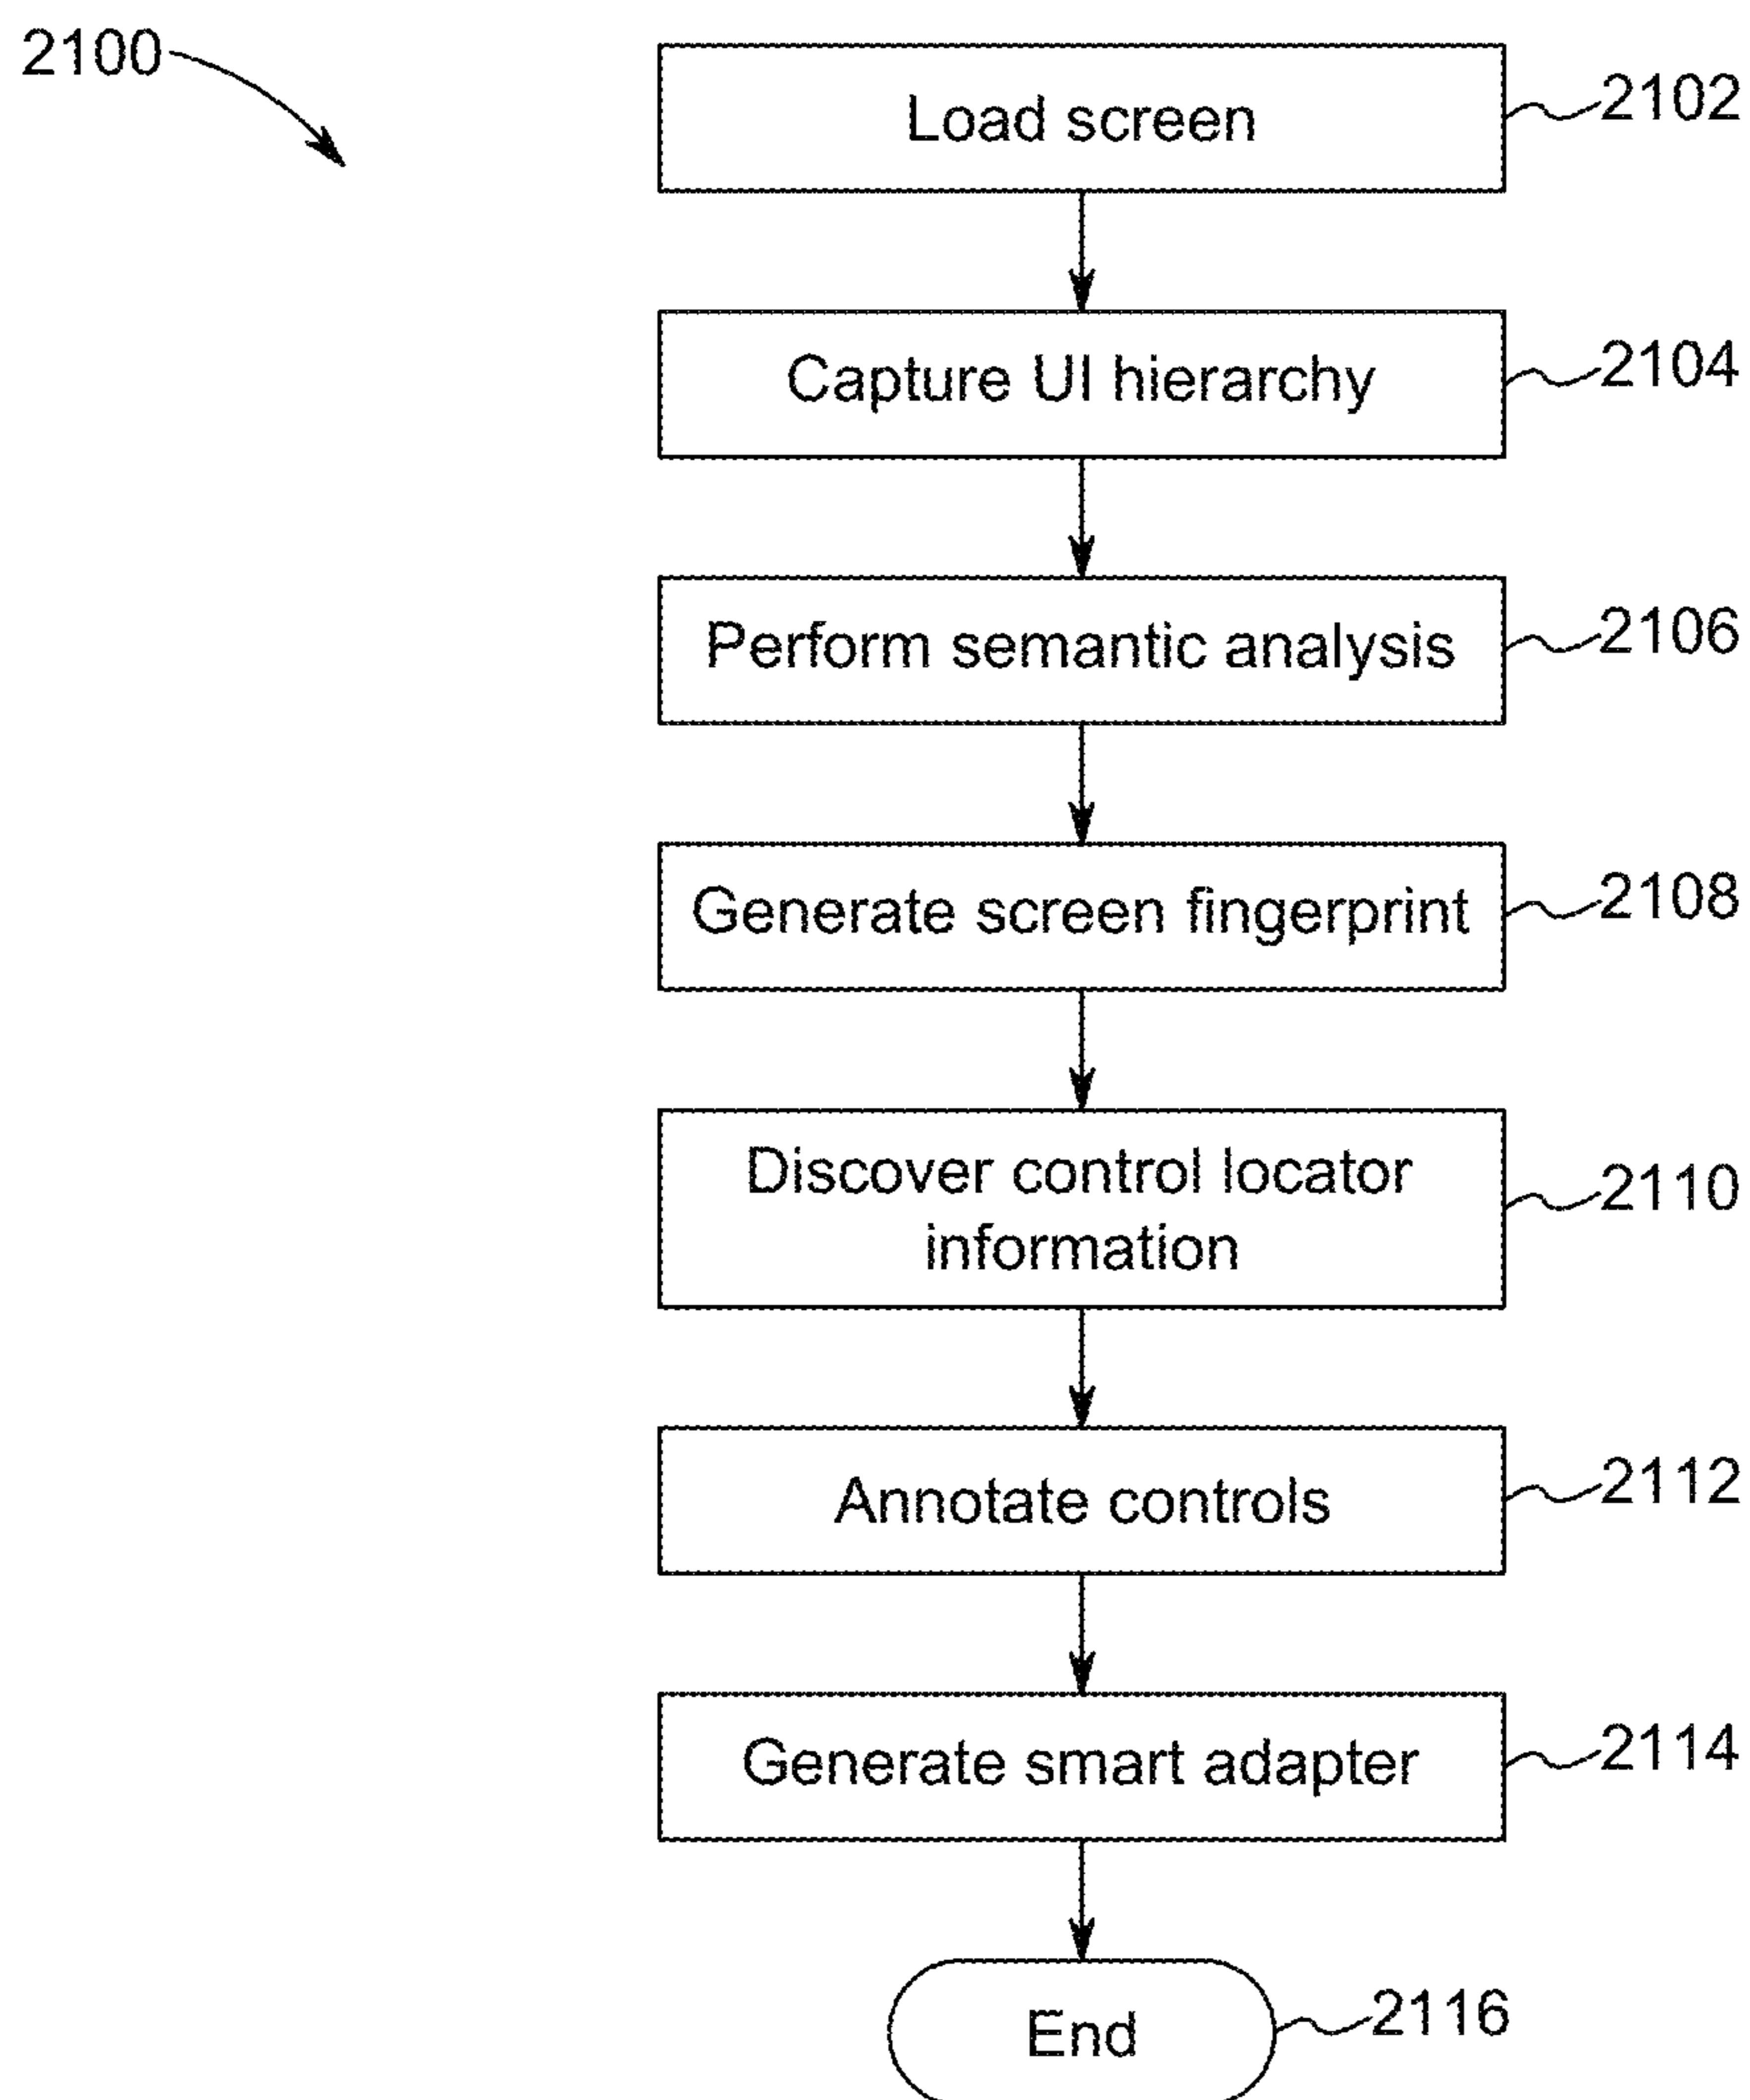 2100
Load screen
2102
Capture UI hierarchy
2104
Perform semantic analysis
2106
Generate screen fingerprint
2108
Discover control locator
information
2110
Annotate controls
2112
Generate smart adapter
2114
End
2116